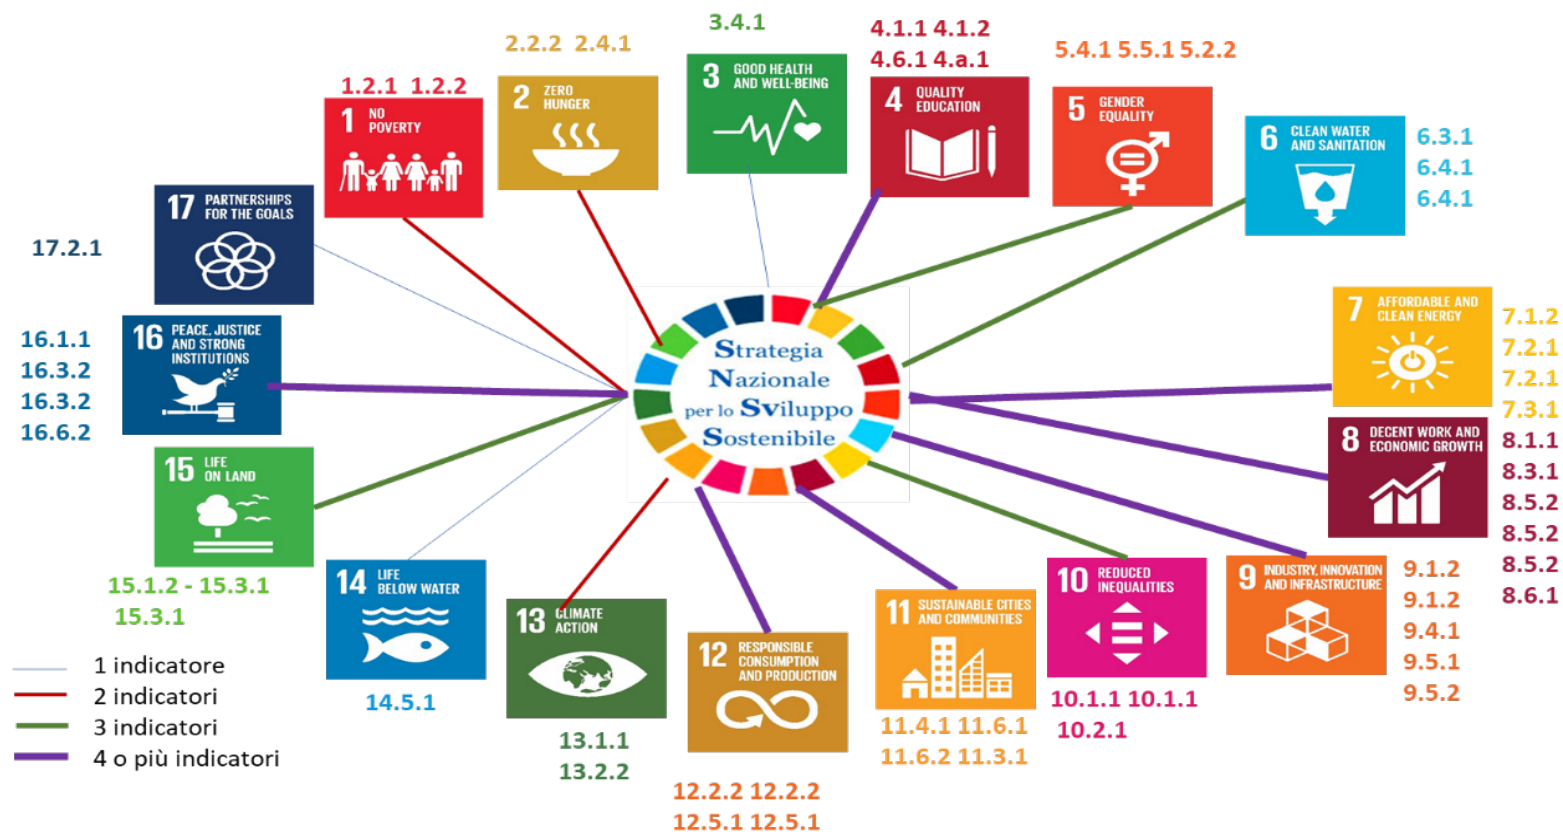 3.4.1
2.2.2 2.4.1
4.1.1 4.1.2
4.6.1 4.a.1
5.4.1 5.5.1 5.2.2
1.2.1 1.2.2
1 NO
POVERTY
2 ZERO
HUNGER
3 GOOD HEALTH
AND WELL-BEING
4 QUALITY
EDUCATION
5 GENDER
EQUALITY
6 CLEAN WATER
AND SANITATION
6.3.1
6.4.1
6.4.1
17 PARTNERSHIPS
FOR THE GOALS
17.2.1
16 PEACE, JUSTICE
AND STRONG
INSTITUTIONS
16.1.1
16.3.2
16.3.2
16.6.2
Strategia
Nazionale
per lo Sviluppo
Sostenibile
7 AFFORDABLE AND
CLEAN ENERGY
7.1.2
7.2.1
7.2.1
7.3.1
8 DECENT WORK AND
ECONOMIC GROWTH
8.1.1
8.3.1
8.5.2
8.5.2
8.5.2
8.6.1
15 LIFE
ON LAND
15.1.2 - 15.3.1
15.3.1
14 LIFE
BELOW WATER
14.5.1
13 CLIMATE
ACTION
13.1.1
13.2.2
12 RESPONSIBLE
CONSUMPTION
AND PRODUCTION
12.2.2 12.2.2
12.5.1 12.5.1
11 SUSTAINABLE CITIES
AND COMMUNITIES
11.4.1 11.6.1
11.6.2 11.3.1
10 REDUCED
INEQUALITIES
10.1.1 10.1.1
10.2.1
9 INDUSTRY, INNOVATION
AND INFRASTRUCTURE
9.1.2
9.1.2
9.4.1
9.5.1
9.5.2
1 indicatore
2 indicatori
3 indicatori
4 o più indicatori